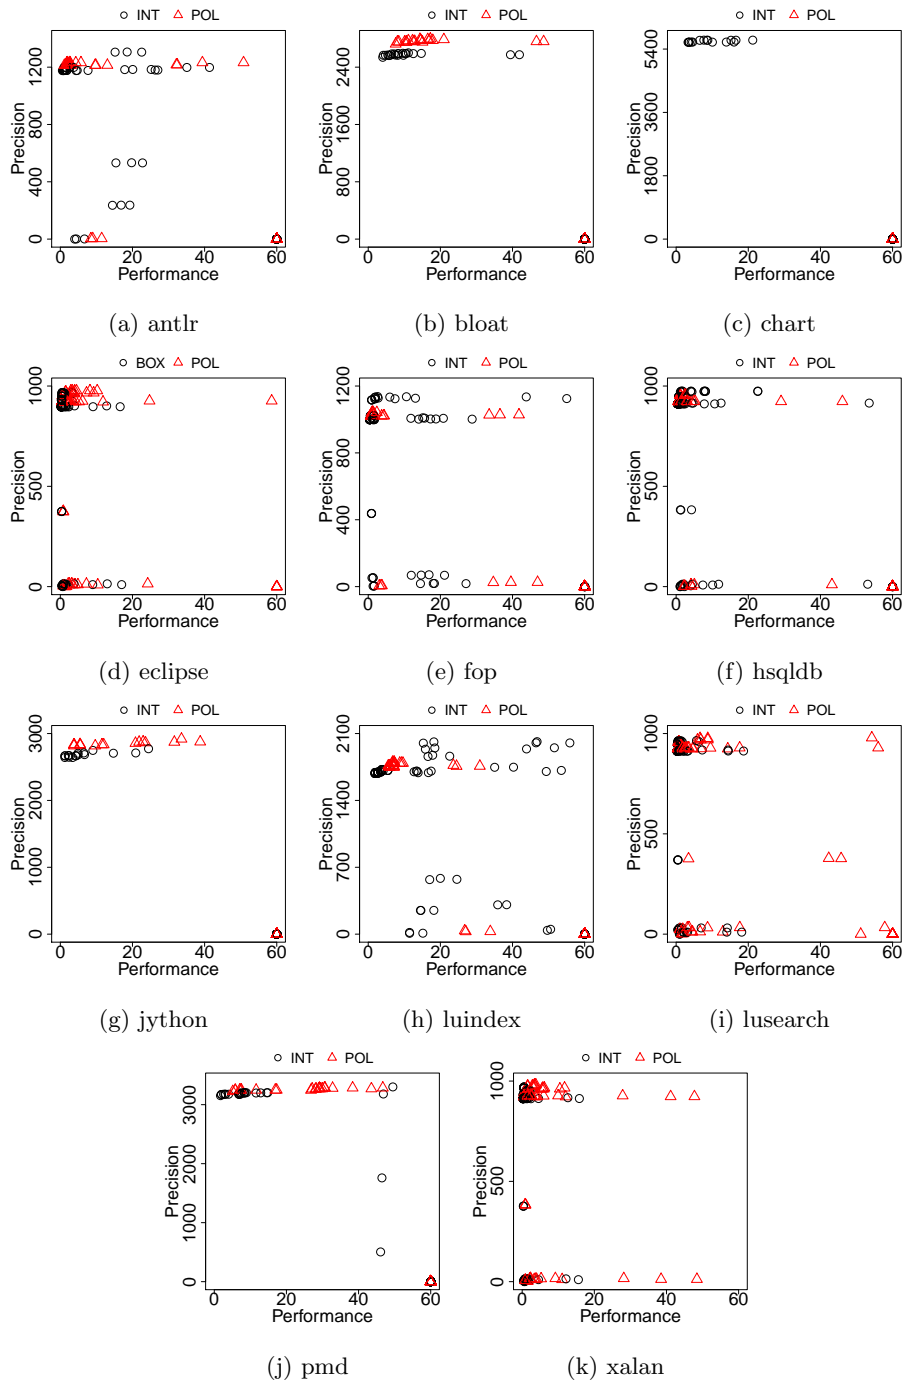 INT POL INT POL INT POL
Precision
0 400 800 1200
0 20 40 60
Performance
Precision
0 800 1600 2400
0 20 40 60
Performance
Precision
0 1800 3600 5400
0 20 40 60
Performance
(a) antlr (b) bloat (c) chart
BOX POL INT POL INT POL
Precision
0 500 1000
0 20 40 60
Performance
Precision
0 400 800 1200
0 20 40 60
Performance
Precision
0 500 1000
0 20 40 60
Performance
(d) eclipse (e) fop (f) hsqldb
INT POL INT POL INT POL
Precision
0 1000 2000 3000
0 20 40 60
Performance
Precision
0 700 1400 2100
0 20 40 60
Performance
Precision
0 500 1000
0 20 40 60
Performance
(g) jython (h) luindex (i) lusearch
INT POL INT POL
Precision
0 1000 2000 3000
0 20 40 60
Performance
Precision
0 500 1000
0 20 40 60
Performance
(j) pmd (k) xalan